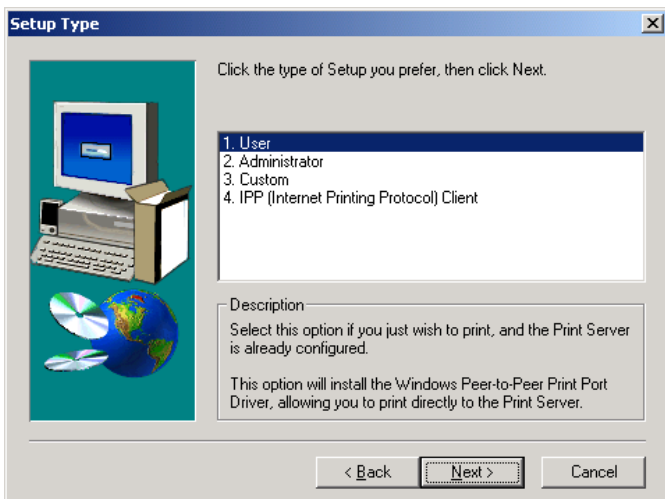 Setup Type
Click the type of Setup you prefer, then click Next.
1. User
2. Administrator
3. Custom
4. IPP (Internet Printing Protocol) Client
Description
Select this option if you just wish to print, and the Print Server
is already configured.
This option will install the Windows Peer-to-Peer Print Port
Driver, allowing you to print directly to the Print Server.
< Back
Next >
Cancel